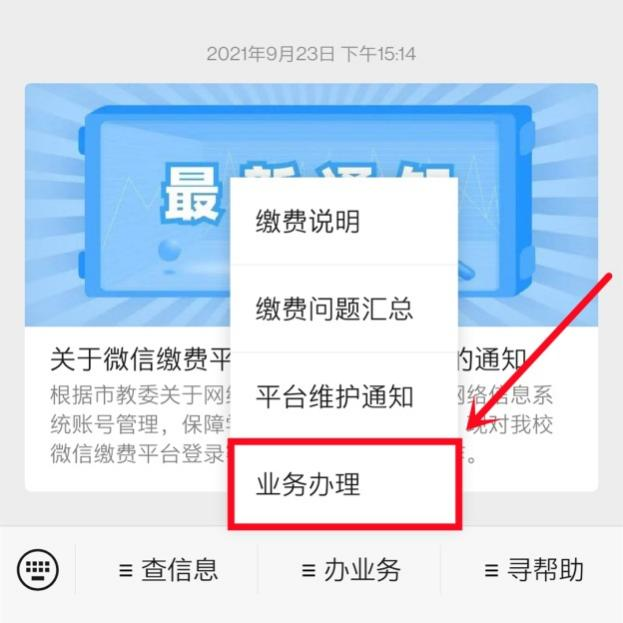 2021年9月23日 下午15:14
最新通知
缴费说明
缴费问题汇总
关于微信缴费平
的通知
平台维护通知
根据市教委关于网
网络信息系
统账号管理，保障
现对我校
微信缴费平台登录
。
业务办理
查信息
办业务
寻帮助